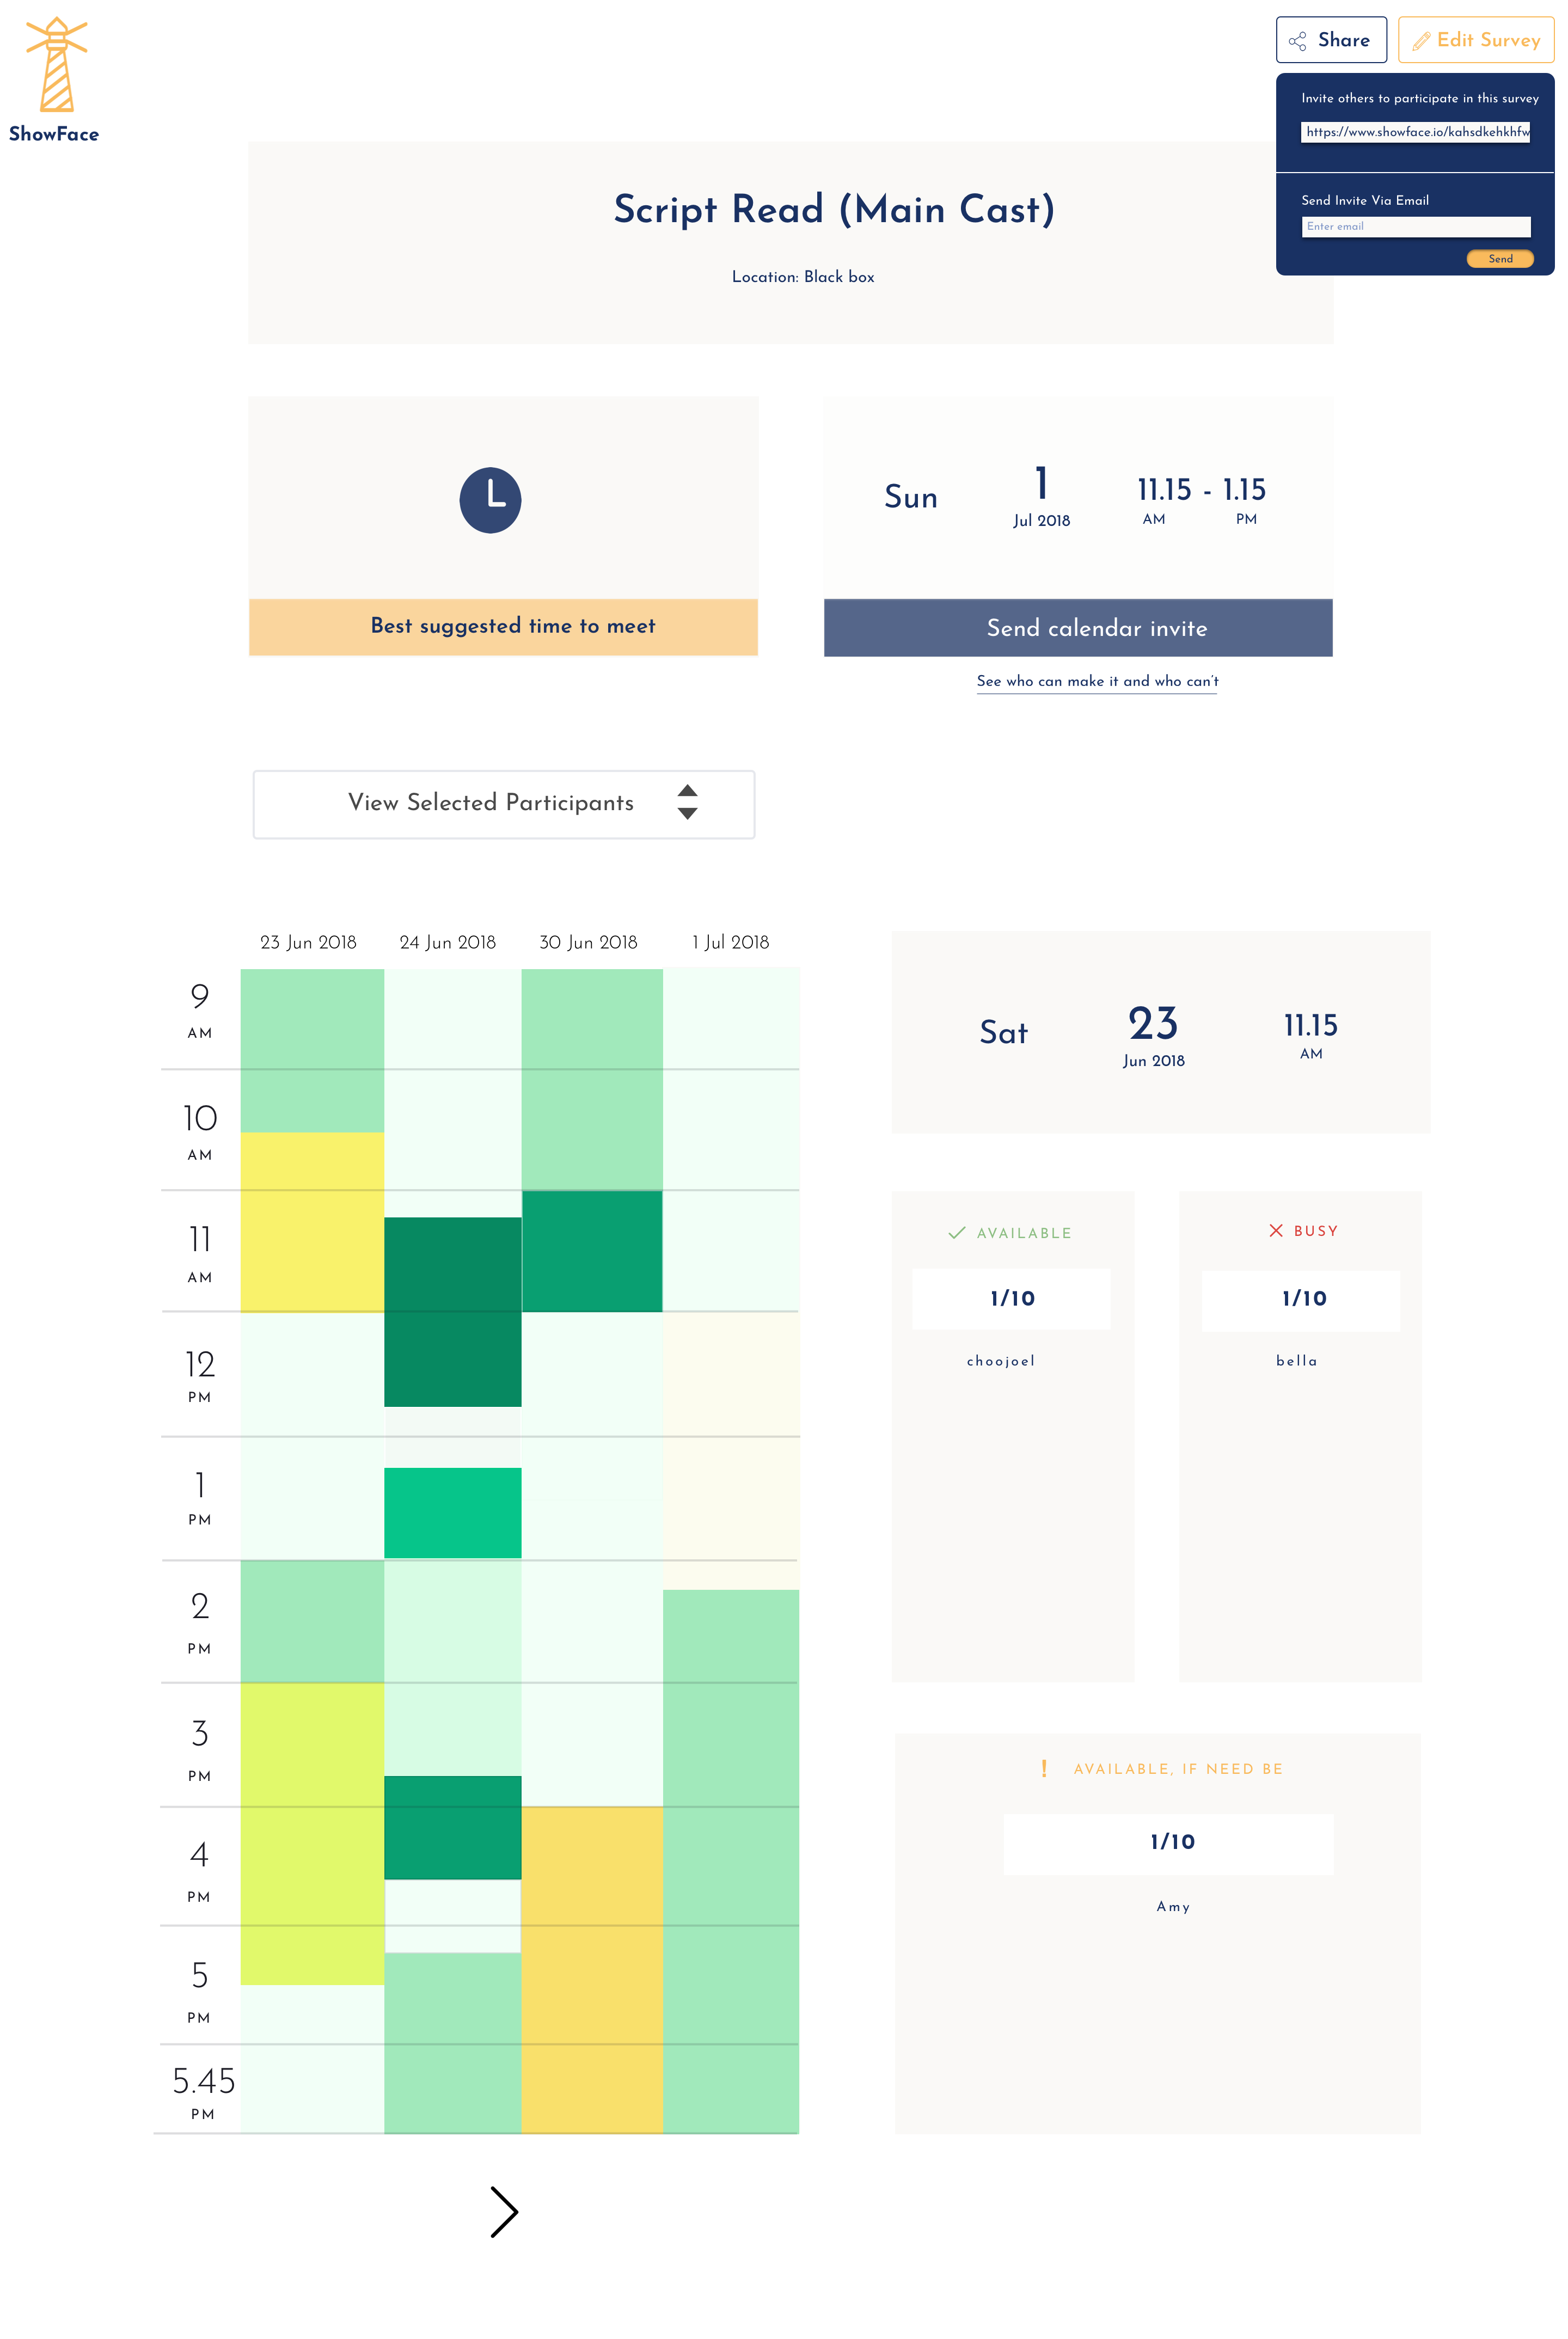 Share
Edit Survey
ShowFace
Invite others to participate in this survey
https://www.showface.io/kahsdkehkhfw
Send Invite Via Email
Enter email
Send
Script Read (Main Cast)
Location: Black box
Sun
1
Jul 2018
11.15 - 1.15
AM
PM
Best suggested time to meet
Send calendar invite
See who can make it and who can't
View Selected Participants
23 Jun 2018
24 Jun 2018
30 Jun 2018
1 Jul 2018
9
AM
10
AM
11
AM
12
PM
1
PM
2
PM
3
PM
4
PM
5
PM
5.45
PM
Sat
23
Jun 2018
11.15
AM
AVAILABLE
1/10
choojoel
BUSY
1/10
bella
! AVAILABLE, IF NEED BE
1/10
Amy